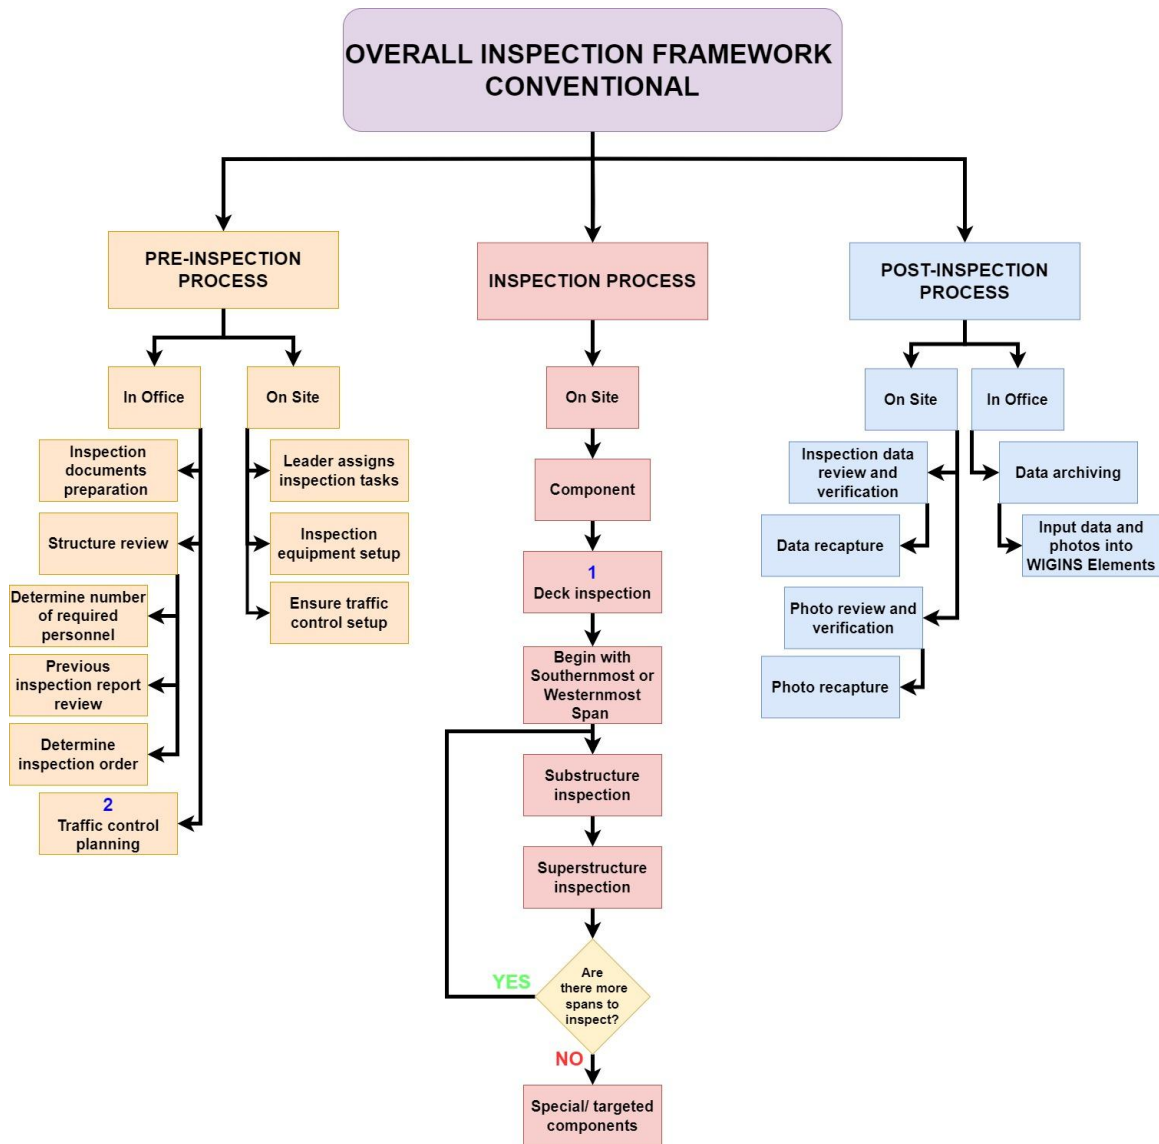 OVERALL INSPECTION FRAMEWORK
CONVENTIONAL
PRE-INSPECTION
PROCESS
In Office
On Site
Inspection
documents
preparation
Structure review
Determine number
of required
personnel
Previous
inspection report
review
Determine
inspection order
2
Traffic control
planning
Leader assigns
inspection tasks
Inspection
equipment setup
Ensure traffic
control setup
INSPECTION PROCESS
On Site
Component
1
Deck inspection
Begin with
Southernmost or
Westernmost
Span
Substructure
inspection
Superstructure
inspection
Are
there more
spans to
inspect?
YES
NO
Special/ targeted
components
POST-INSPECTION
PROCESS
On Site
In Office
Inspection data
review and
verification
Data recapture
Photo review and
verification
Photo recapture
Data archiving
Input data and
photos into
WIGINS Elements